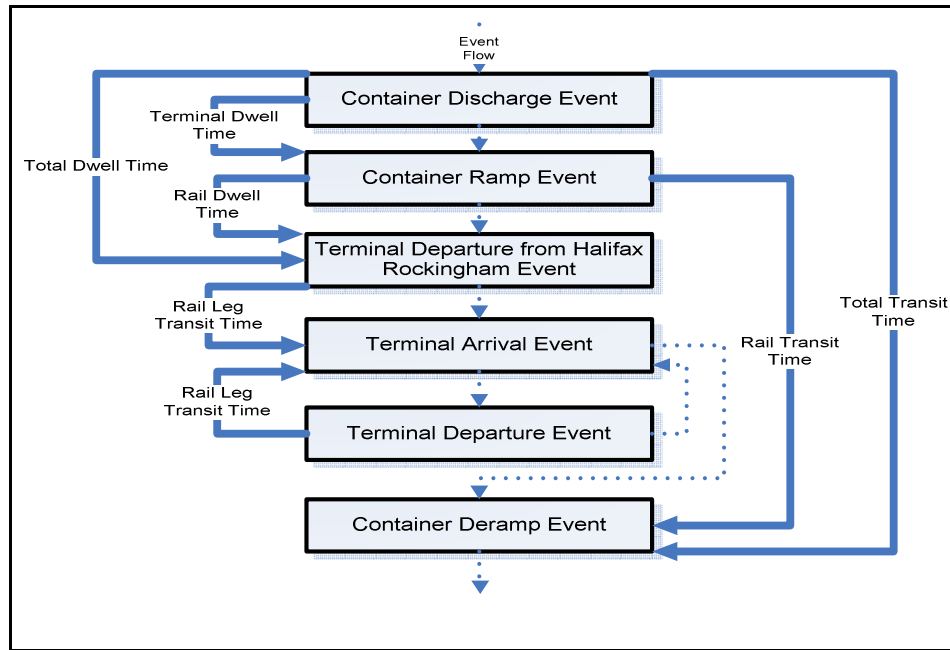 Event
Flow
Container Discharge Event
Terminal Dwell
Time
Total Dwell Time
Container Ramp Event
Rail Dwell
Time
Terminal Departure from Halifax
Rockingham Event
Rail Leg
Transit Time
Total Transit
Time
Terminal Arrival Event
Rail Transit
Time
Rail Leg
Transit Time
Terminal Departure Event
Container Deramp Event